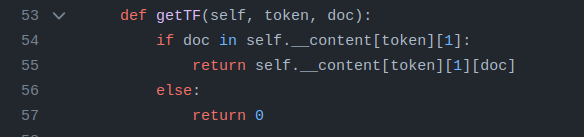 53 def getTF(self, token, doc):
54 if doc in self.__content[token][1]:
55 return self.__content[token][1][doc]
56 else:
57 return 0